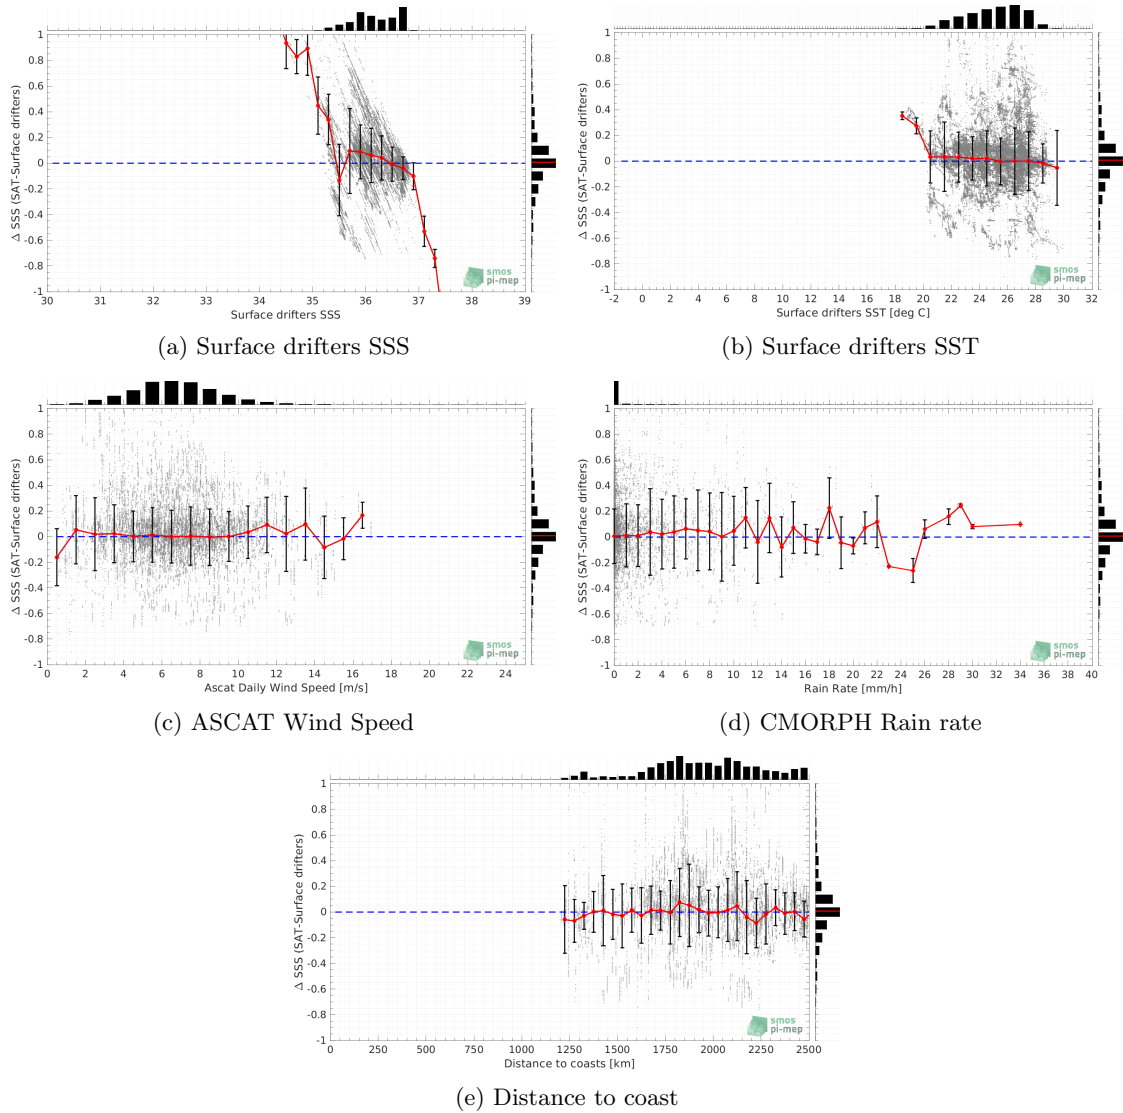 1
0.8
0.6
0.4
0.2
0
-0.2
-0.4
-0.6
-0.8
-1
Δ SSS (SAT-Surface drifters)
30 31 32 33 34 35 36 37 38 39
Surface drifters SSS
smos
pi-mep
(a) Surface drifters SSS
1
0.8
0.6
0.4
0.2
0
-0.2
-0.4
-0.6
-0.8
-1
Δ SSS (SAT-Surface drifters)
-2 0 2 4 6 8 10 12 14 16 18 20 22 24 26 28 30 32
Surface drifters SST [deg C]
smos
pi-mep
(b) Surface drifters SST
1
0.8
0.6
0.4
0.2
0
-0.2
-0.4
-0.6
-0.8
-1
Δ SSS (SAT-Surface drifters)
0 2 4 6 8 10 12 14 16 18 20 22 24
Ascat Daily Wind Speed [m/s]
smos
pi-mep
(c) ASCAT Wind Speed
1
0.8
0.6
0.4
0.2
0
-0.2
-0.4
-0.6
-0.8
-1
Δ SSS (SAT-Surface drifters)
0 2 4 6 8 10 12 14 16 18 20 22 24 26 28 30 32 34 36 38 40
Rain Rate [mm/h]
smos
pi-mep
(d) CMORPH Rain rate
1
0.8
0.6
0.4
0.2
0
-0.2
-0.4
-0.6
-0.8
-1
Δ SSS (SAT-Surface drifters)
0 250 500 750 1000 1250 1500 1750 2000 2250 2500
Distance to coasts [km]
smos
pi-mep
(e) Distance to coast